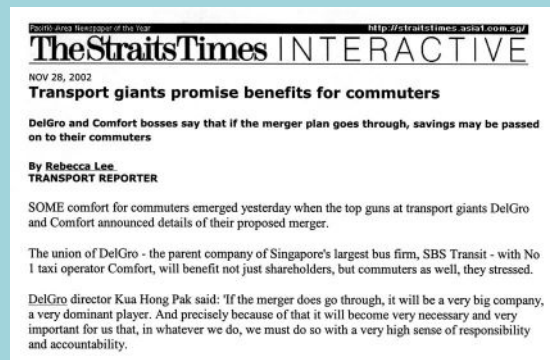 Pacific-Area Newspaper of the Year http://straitstimes.asia1.com.sg/
TheStraitsTimes INTERACTIVE
NOV 28, 2002
Transport giants promise benefits for commuters
DelGro and Comfort bosses say that if the merger plan goes through, savings may be passed
on to their commuters
By Rebecca Lee
TRANSPORT REPORTER
SOME comfort for commuters emerged yesterday when the top guns at transport giants DelGro
and Comfort announced details of their proposed merger.
The union of DelGro - the parent company of Singapore's largest bus firm, SBS Transit - with No
1 taxi operator Comfort, will benefit not just shareholders, but commuters as well, they stressed.
DelGro director Kua Hong Pak said: 'If the merger does go through, it will be a very big company,
a very dominant player. And precisely because of that it will become very necessary and very
important for us that, in whatever we do, we must do so with a very high sense of responsibility
and accountability.